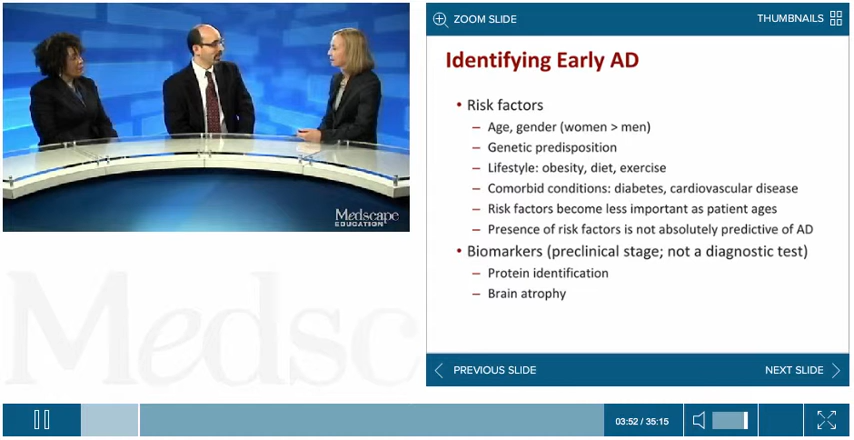 Medscape
EDUCATION
ZOOM SLIDE
THUMBNAILS
Identifying Early AD
• Risk factors
– Age, gender (women > men)
– Genetic predisposition
– Lifestyle: obesity, diet, exercise
– Comorbid conditions: diabetes, cardiovascular disease
– Risk factors become less important as patient ages
– Presence of risk factors is not absolutely predictive of AD
• Biomarkers (preclinical stage; not a diagnostic test)
– Protein identification
– Brain atrophy
Medsc
PREVIOUS SLIDE
NEXT SLIDE
03:52 / 35:15